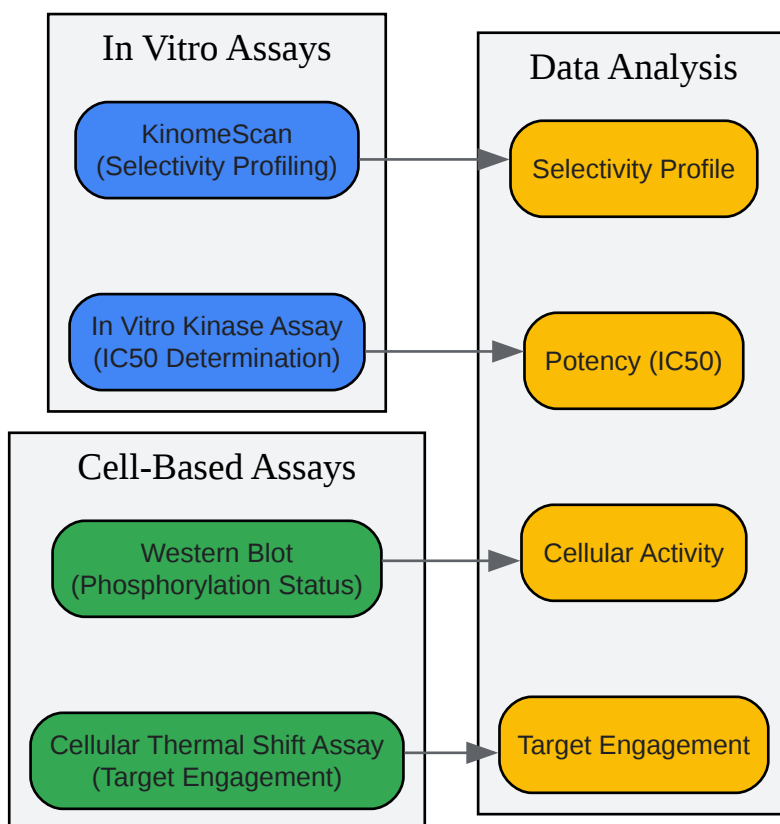 In Vitro Assays
KinomeScan
(Selectivity Profiling)
In Vitro Kinase Assay
(IC50 Determination)
Cell-Based Assays
Western Blot
(Phosphorylation Status)
Cellular Thermal Shift Assay
(Target Engagement)
Data Analysis
Selectivity Profile
Potency (IC50)
Cellular Activity
Target Engagement